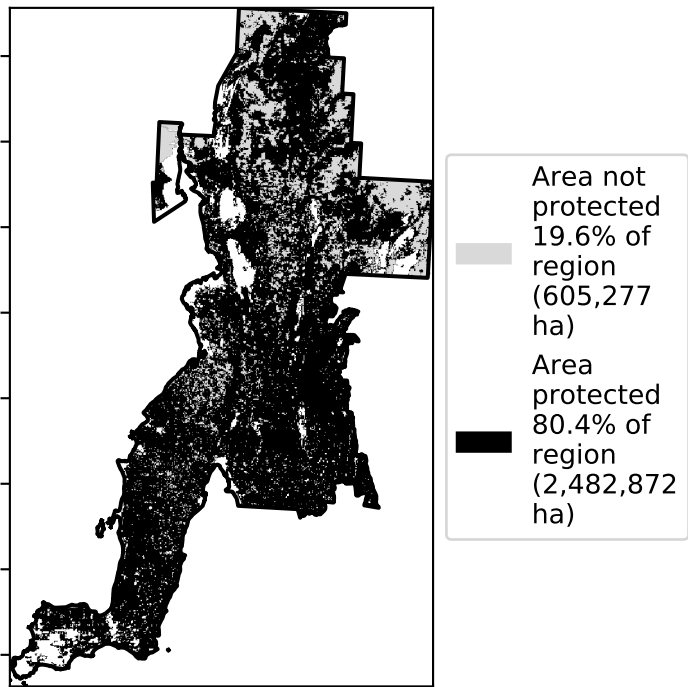 Area not
protected
19.6% of
region
(605,277
ha)
Area
protected
80.4% of
region
(2,482,872
ha)